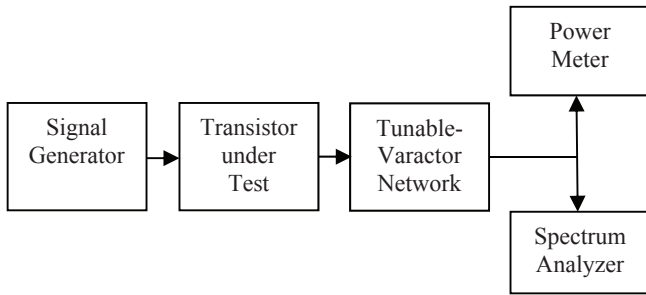 Power
Meter
Signal
Generator
Transistor
under
Test
Tunable-
Varactor
Network
Spectrum
Analyzer